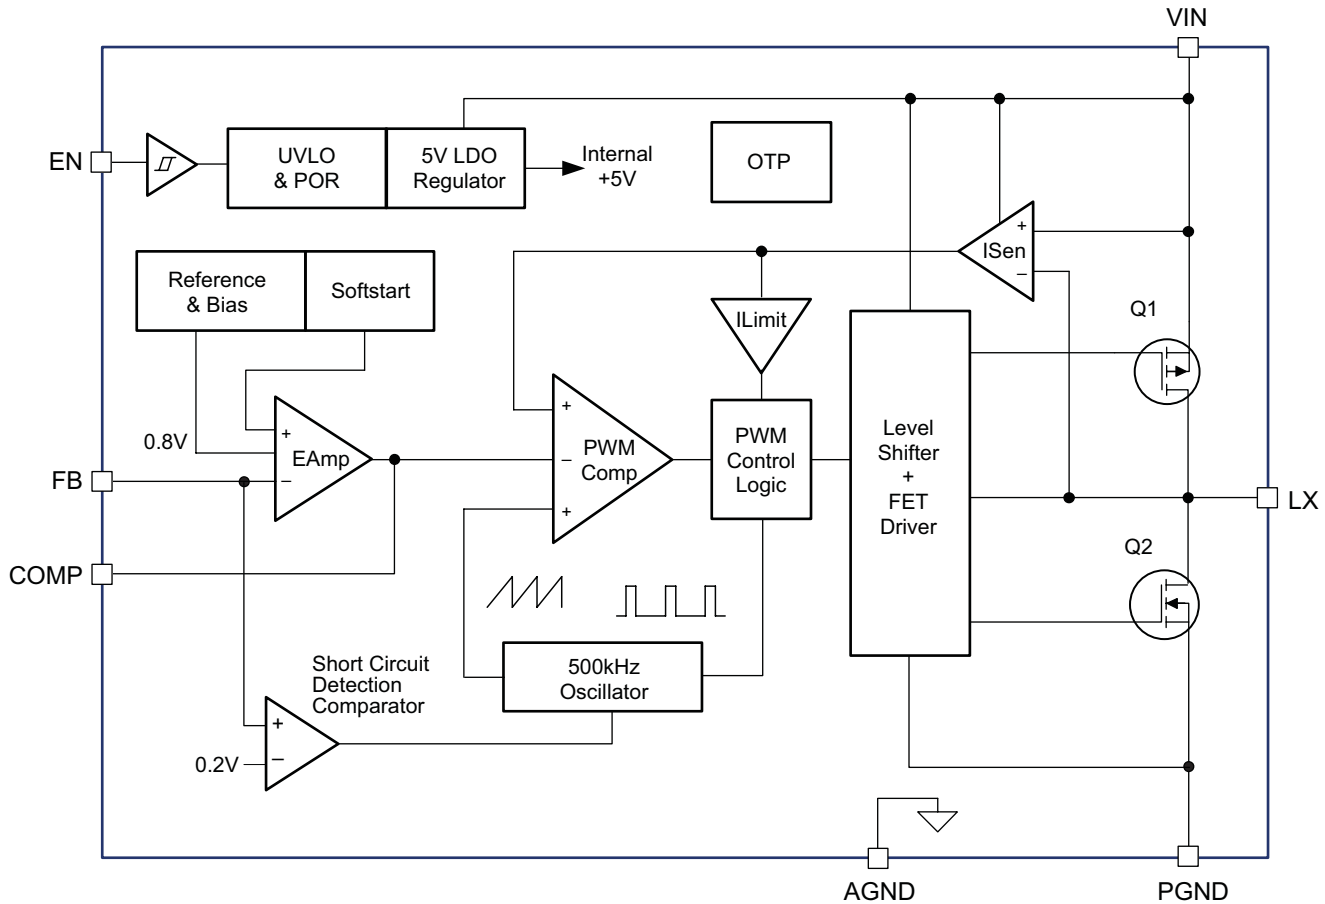 VIN
EN
UVLO
& POR
5V LDO
Regulator
Internal
+5V
OTP
Reference
& Bias
Softstart
+
ISen
−
ILimit
Q1
0.8V
+
EAmp
−
+
−
PWM
Comp
+
PWM
Control
Logic
Level
Shifter
+
FET
Driver
FB
LX
COMP
Q2
500kHz
Oscillator
Short Circuit
Detection
Comparator
+
0.2V
−
AGND
PGND